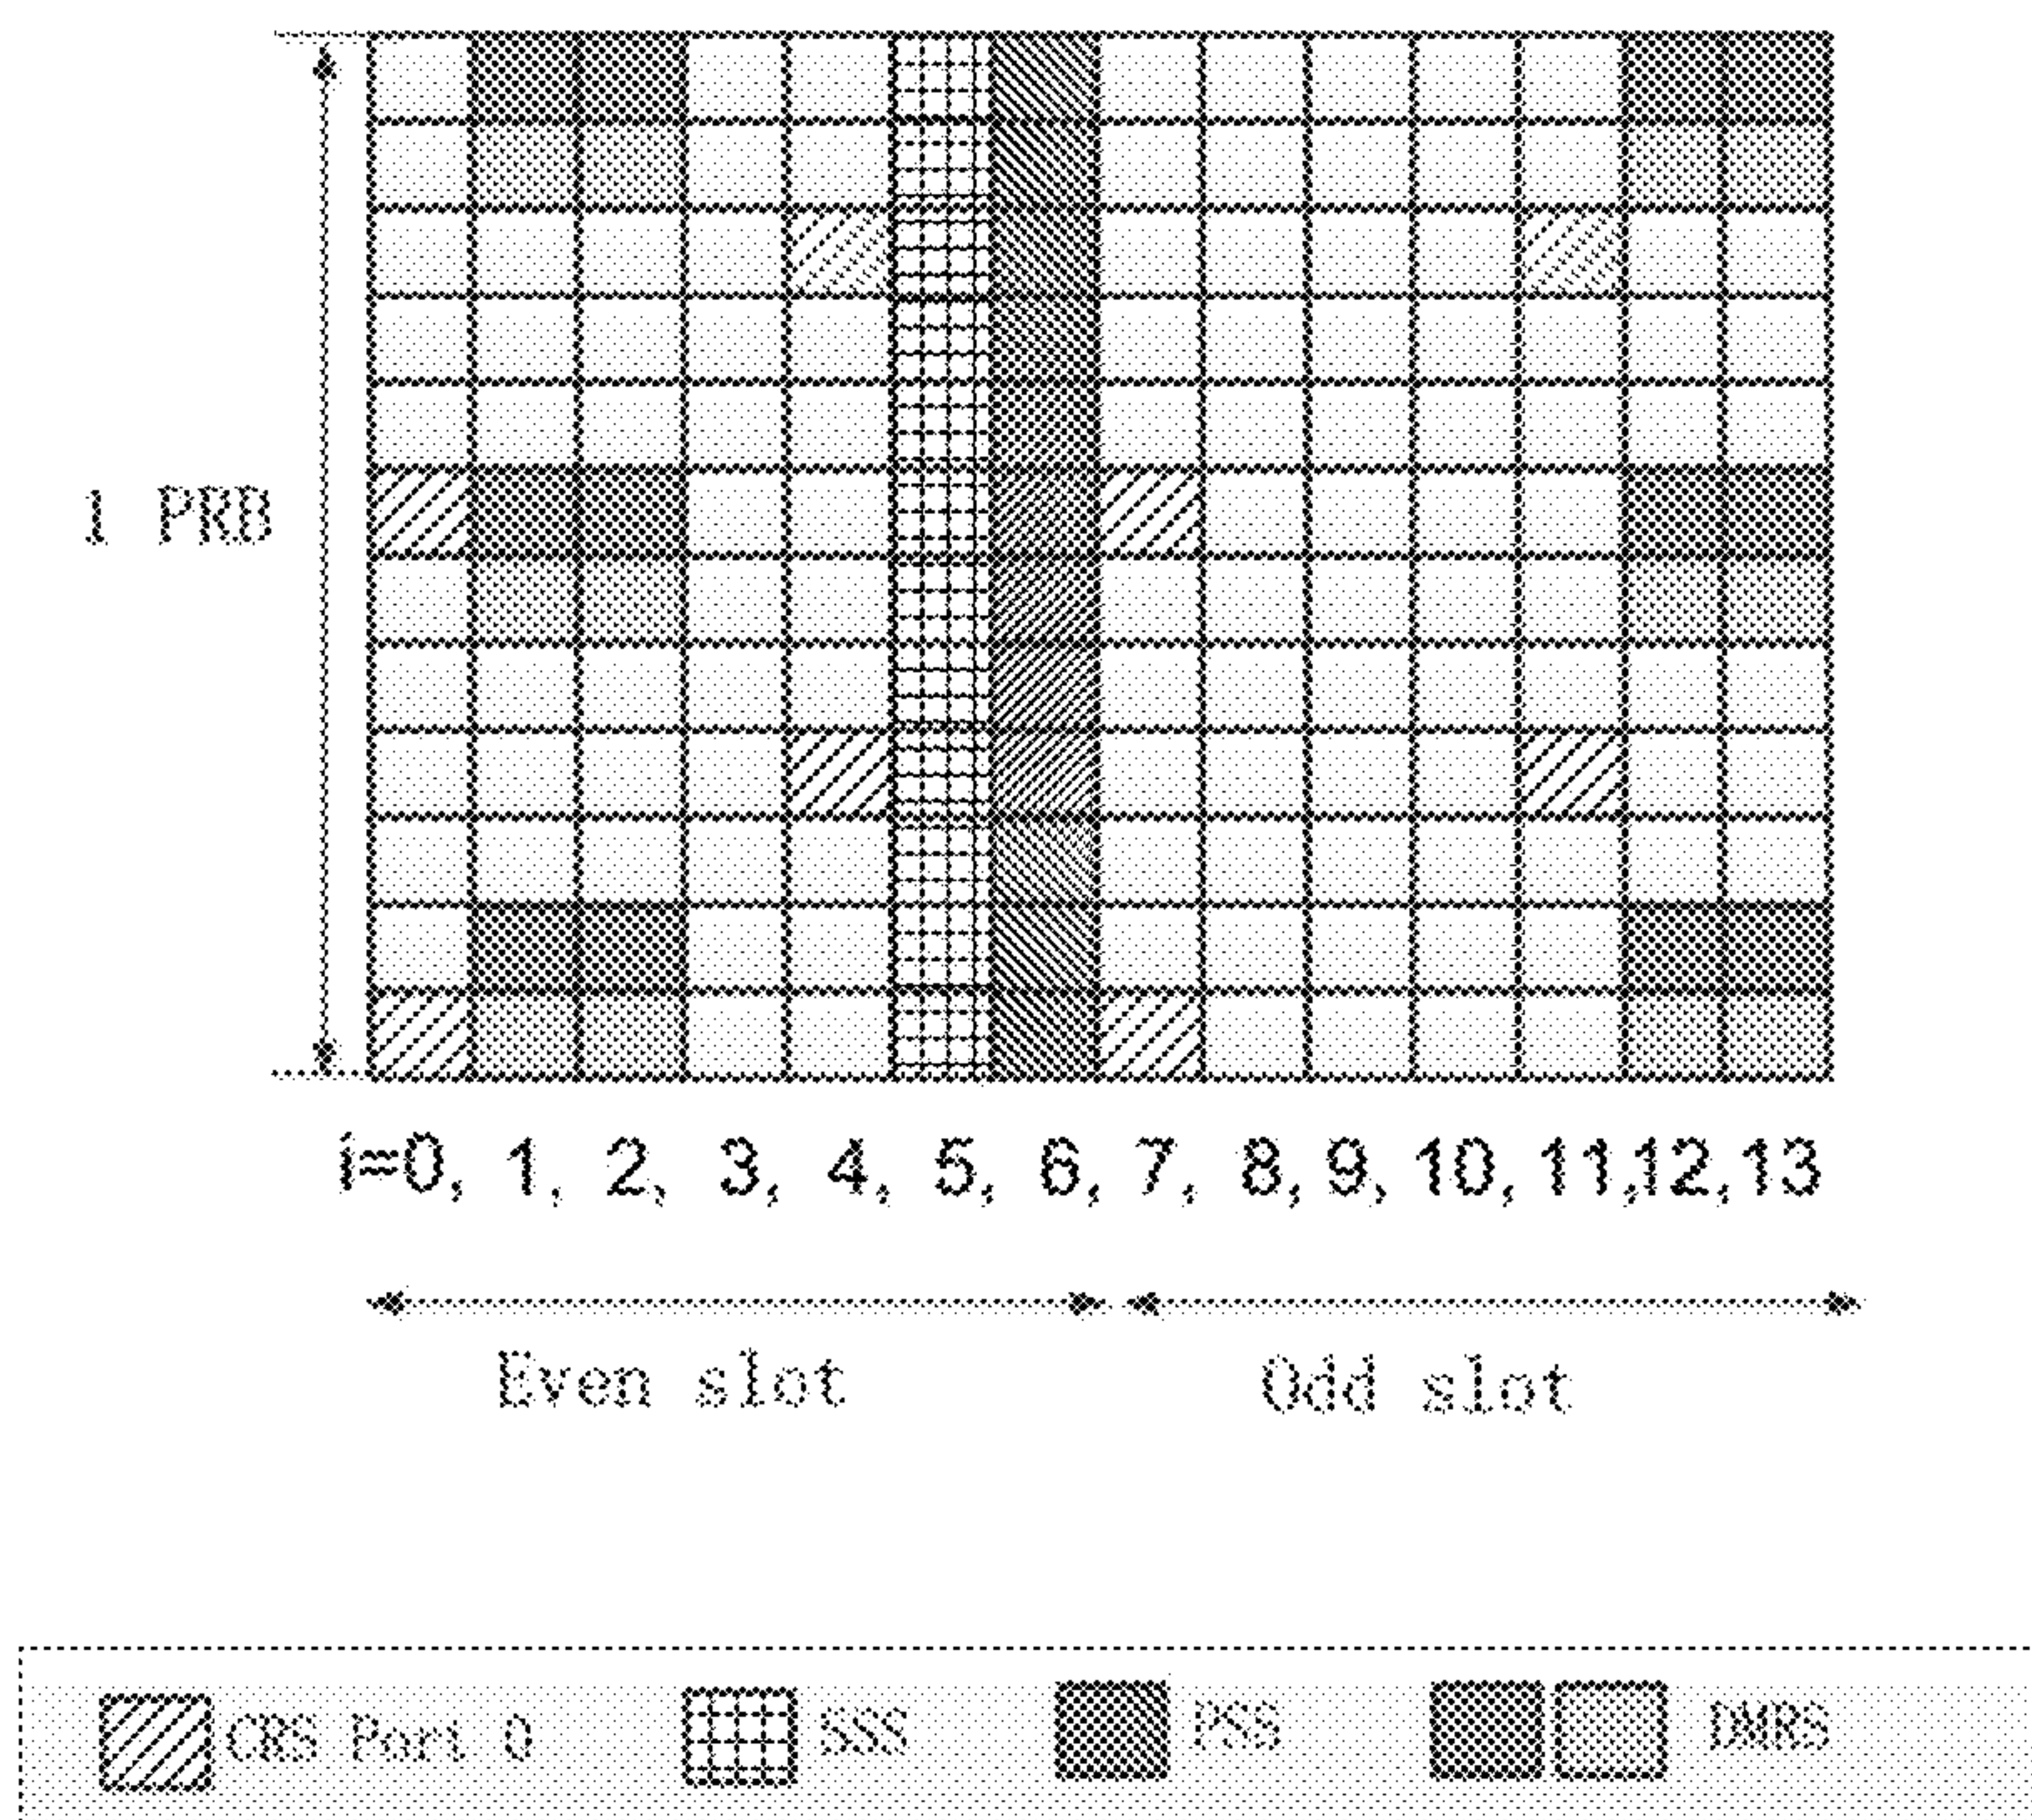 1 PRB
i=0, 1, 2, 3, 4, 5, 6, 7, 8, 9, 10, 11,12,13
Even slot Odd slot
CRS Port 0 SSS PSS DMRS